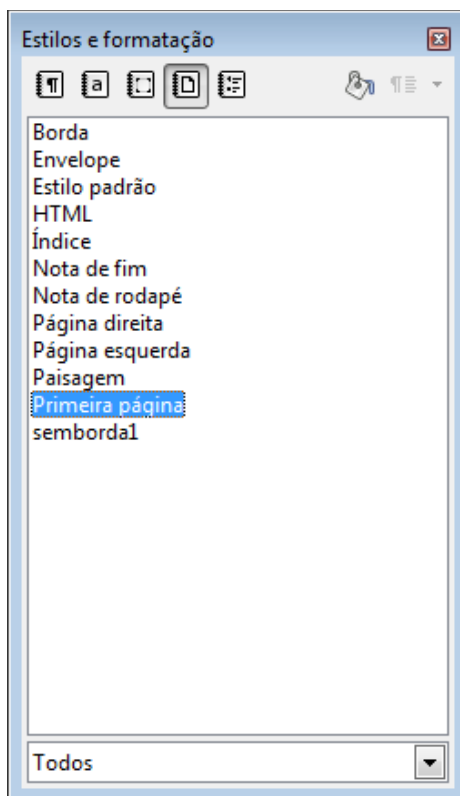 Estilos e formatação
Borda
Envelope
Estilo padrão
HTML
Índice
Nota de fim
Nota de rodapé
Página direita
Página esquerda
Paisagem
Primeira página
semborda1
Todos